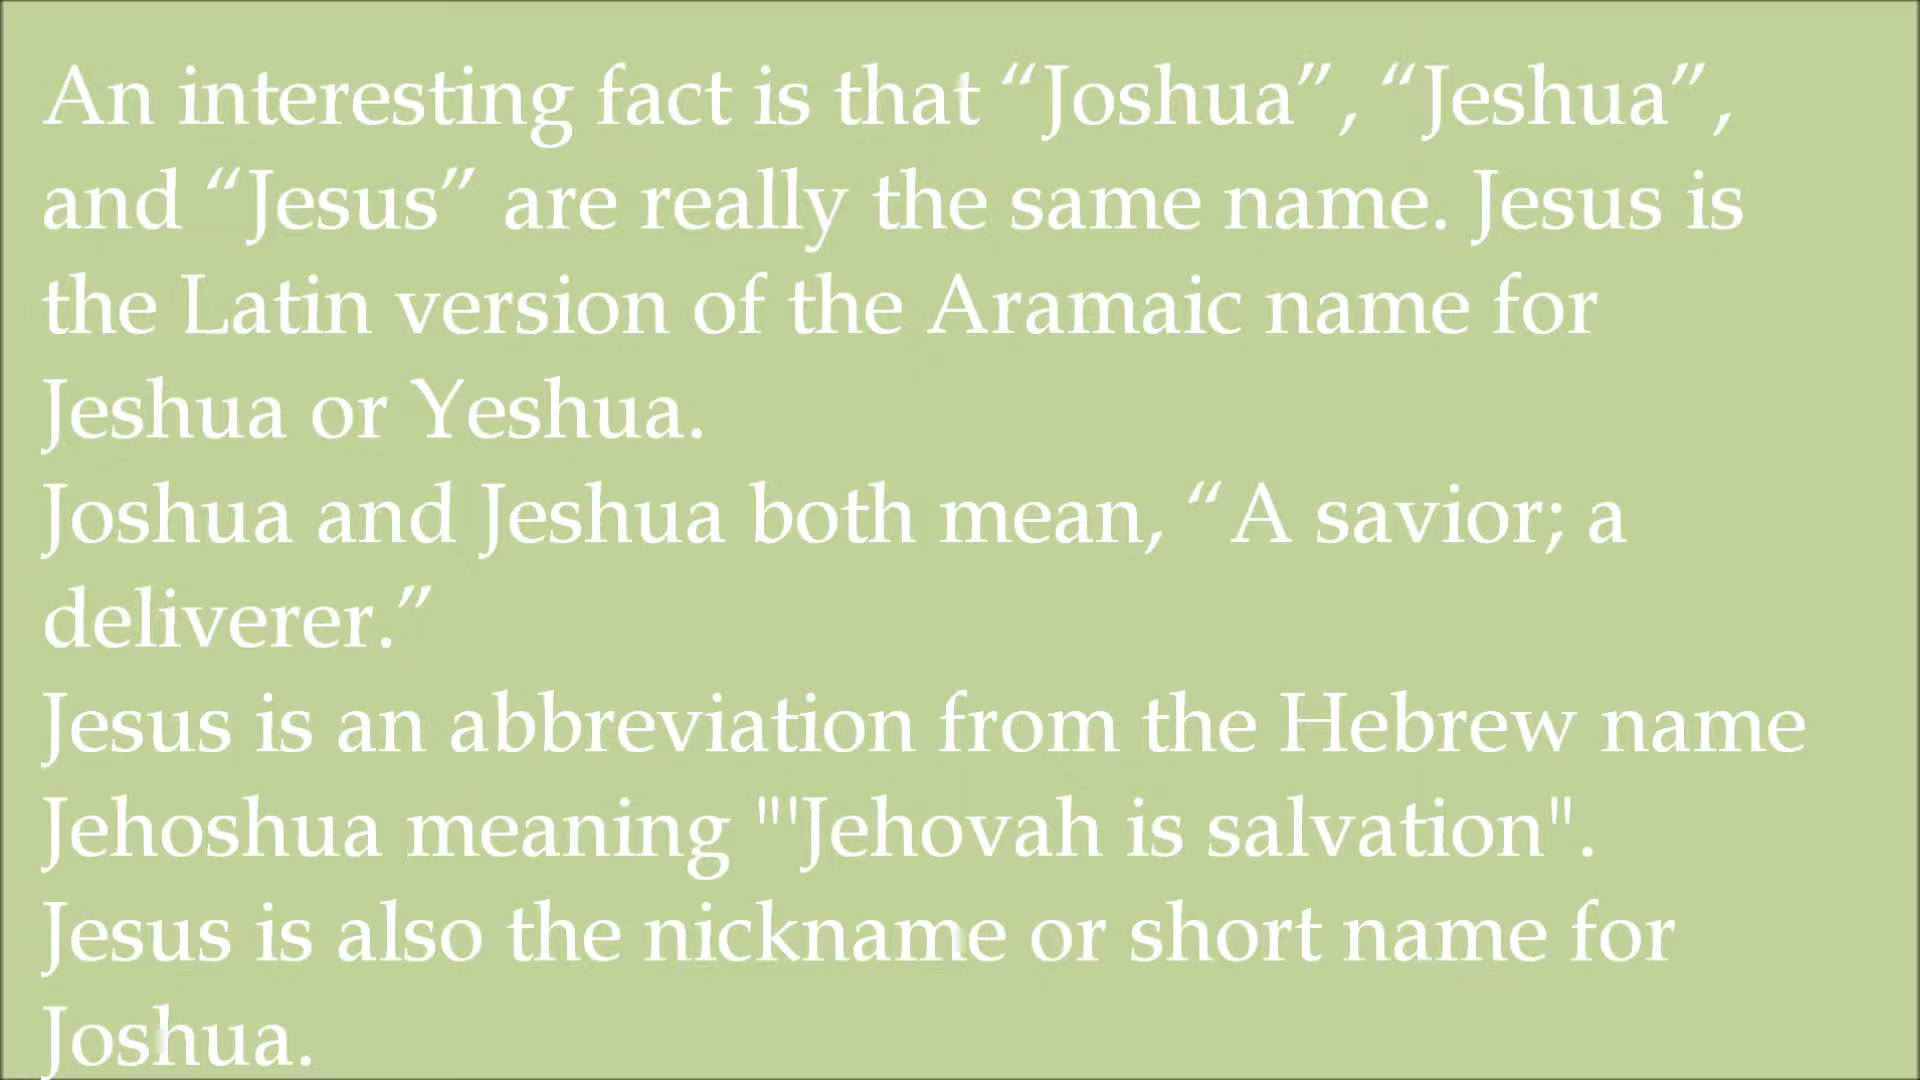 An interesting fact is that “Joshua”, “Jeshua”,
and “Jesus” are really the same name. Jesus is
the Latin version of the Aramaic name for
Jeshua or Yeshua.
Joshua and Jeshua both mean, “A savior; a
deliverer.”
Jesus is an abbreviation from the Hebrew name
Jehoshua meaning "'Jehovah is salvation".
Jesus is also the nickname or short name for
Joshua.